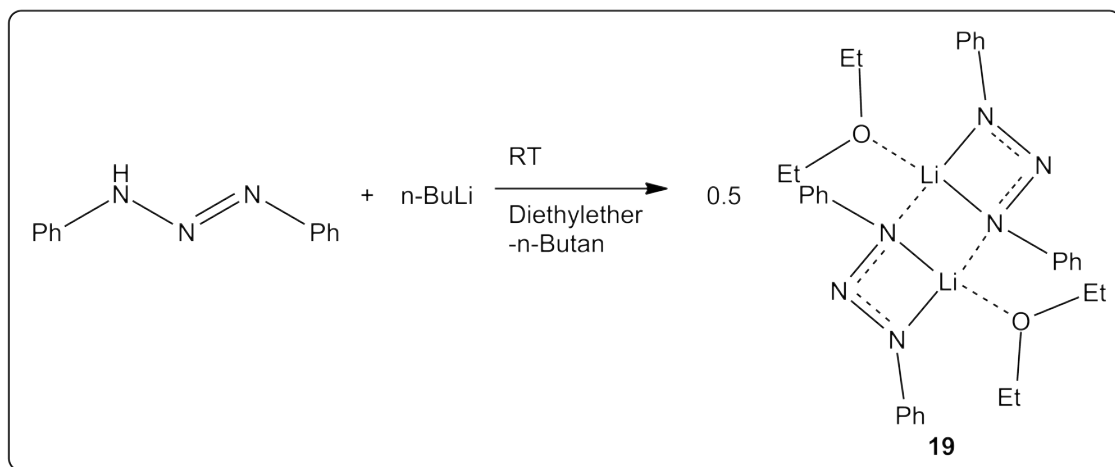 H
N
Ph
N
N
Ph
+
n-BuLi
RT
Diethylether
-n-Butan
0.5
Et
Ph
O
N
Et
Li
N
Ph
N
N
Ph
N
Li
Et
N
O
Ph
Et
19